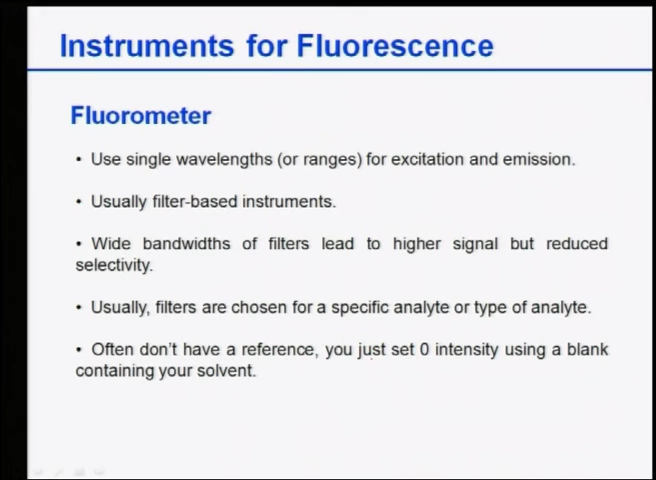 Instruments for Fluorescence
Fluorometer
• Use single wavelengths (or ranges) for excitation and emission.
• Usually filter-based instruments.
• Wide bandwidths of filters lead to higher signal but reduced
selectivity.
• Usually, filters are chosen for a specific analyte or type of analyte.
• Often don't have a reference, you just set 0 intensity using a blank
containing your solvent.